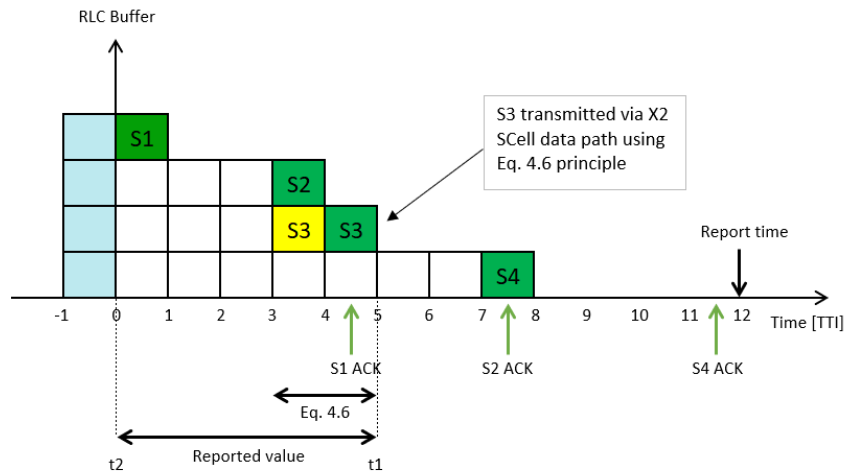 RLC Buffer
S1
S3 transmitted via X2
SCell data path using
Eq. 4.6 principle
S2
S3 S3
Report time
S4
-1 0 1 2 3 4 5 6 7 8 9 10 11 12
Time [TTI]
S1 ACK S2 ACK S4 ACK
Eq. 4.6
Reported value
t2 t1